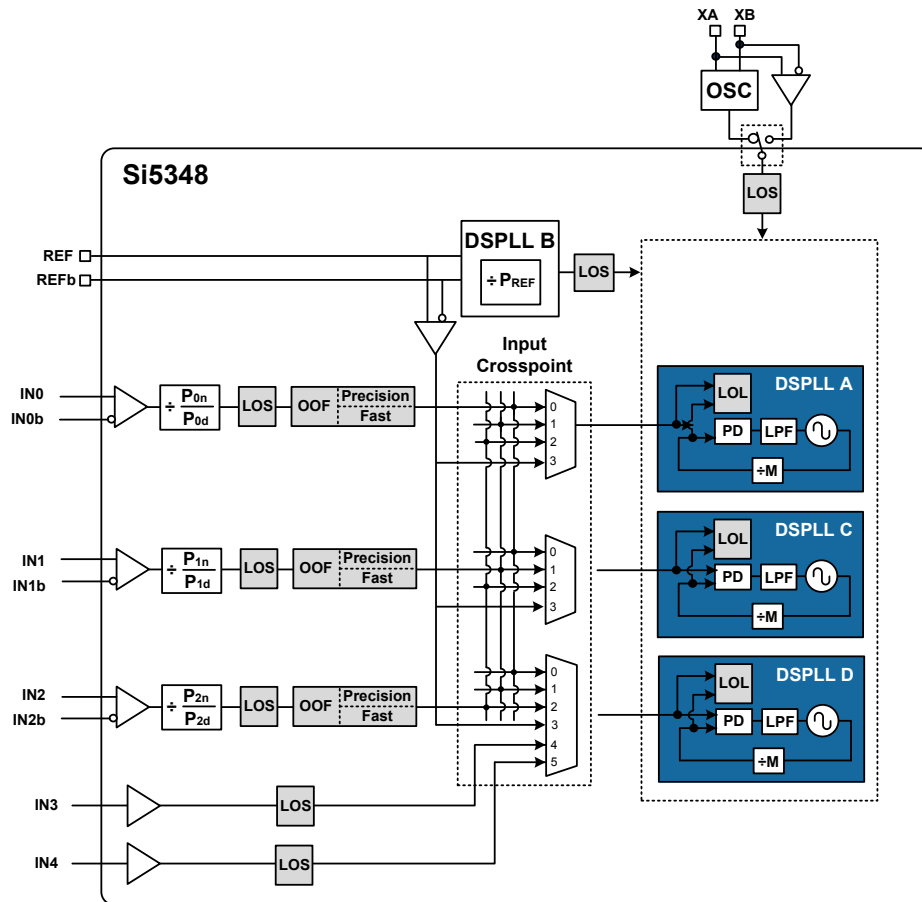 XA XB
OSC
Si5348
LOS
REF
REFb
DSPLL B
÷ PREF
LOS
Input
Crosspoint
IN0
IN0b
÷ P0n
P0d
LOS
OOF
Precision
Fast
0
1
2
3
DSPLL A
LOL
PD
LPF
÷M
IN1
IN1b
÷ P1n
P1d
LOS
OOF
Precision
Fast
0
1
2
3
DSPLL C
LOL
PD
LPF
÷M
IN2
IN2b
÷ P2n
P2d
LOS
OOF
Precision
Fast
0
1
2
3
4
5
DSPLL D
LOL
PD
LPF
÷M
IN3
LOS
IN4
LOS